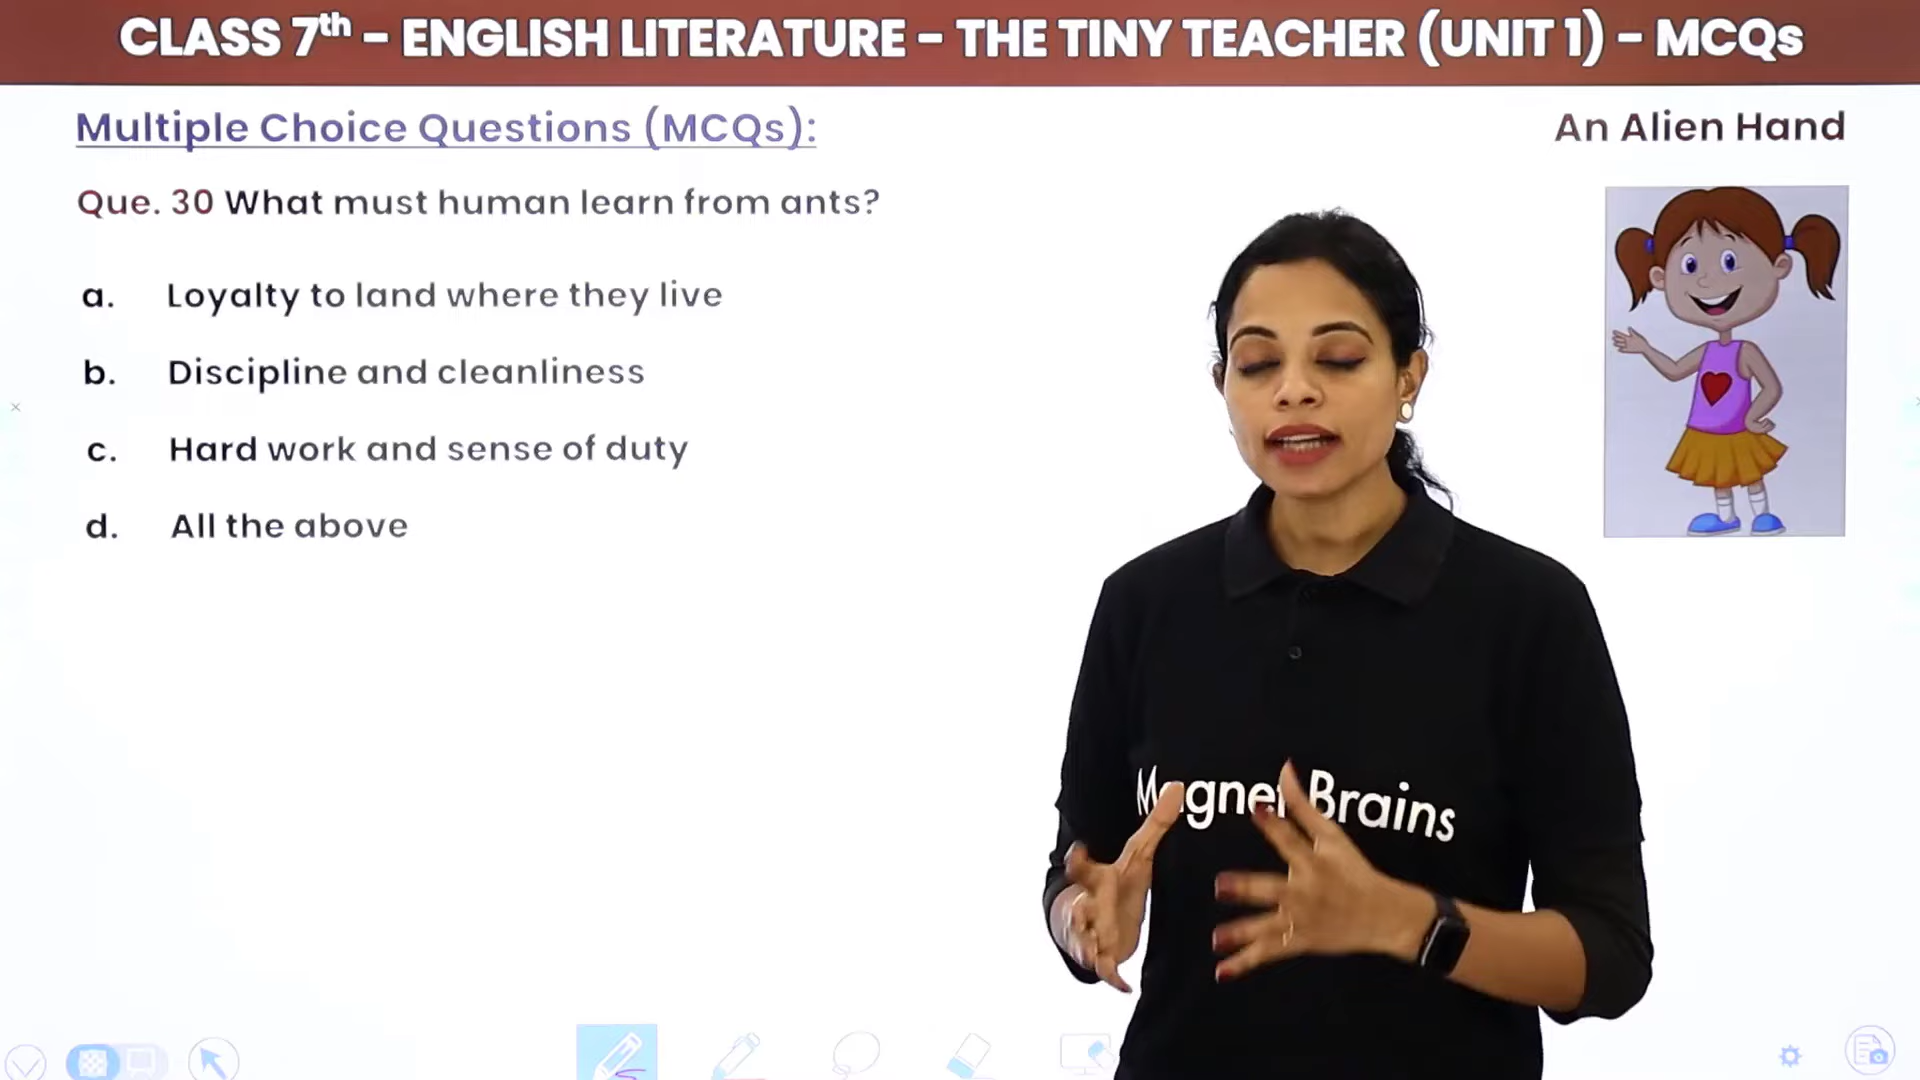 CLASS 7th – ENGLISH LITERATURE – THE TINY TEACHER (UNIT 1) – MCQs
Multiple Choice Questions (MCQs):
An Alien Hand
Que. 30 What must human learn from ants?
a. Loyalty to land where they live
b. Discipline and cleanliness
c. Hard work and sense of duty
d. All the above
Magnet Brains